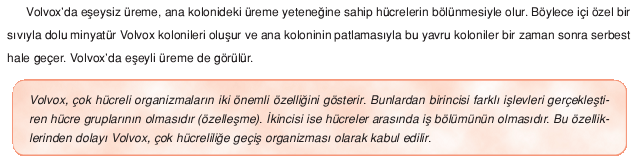 Volvox’da eşeysiz üreme, ana kolonideki üreme yeteneğine sahip hücrelerin bölünmesiyle olur. Böylece içi özel bir
sıvıyla dolu minyatür Volvox kolonileri oluşur ve ana koloninin patlamasıyla bu yavru koloniler bir zaman sonra serbest
hale geçer. Volvox’da eşeyli üreme de görülür.
Volvox, çok hücreli organizmaların iki önemli özelliğini gösterir. Bunlardan birincisi farklı işlevleri gerçekleşti-
ren hücre gruplarının olmasıdır (özelleşme). İkincisi ise hücreler arasında iş bölümünün olmasıdır. Bu özellik-
lerinden dolayı Volvox, çok hücreliliğe geçiş organizması olarak kabul edilir.